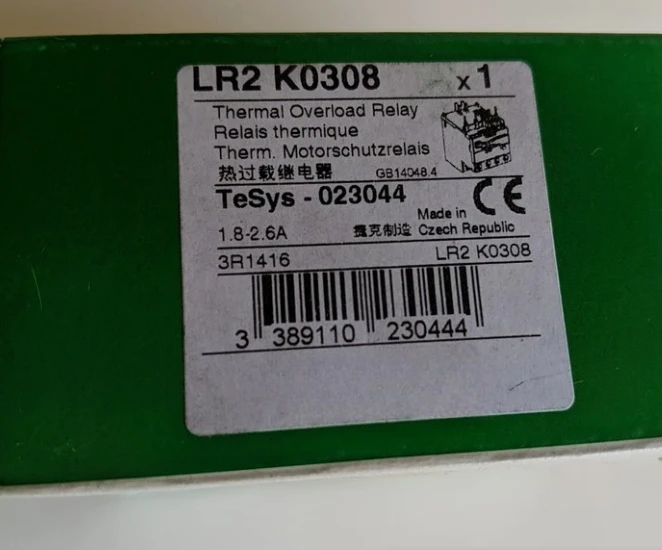 LR2 K0308 x 1
Thermal Overload Relay
Relais thermique
Therm. Motorschutzrelais
热过载继电器 GB14048.4
TeSys - 023044 CE
1.8-2.6A 捷克制造 Made in Czech Republic
3R1416 LR2 K0308
3 389110 230444